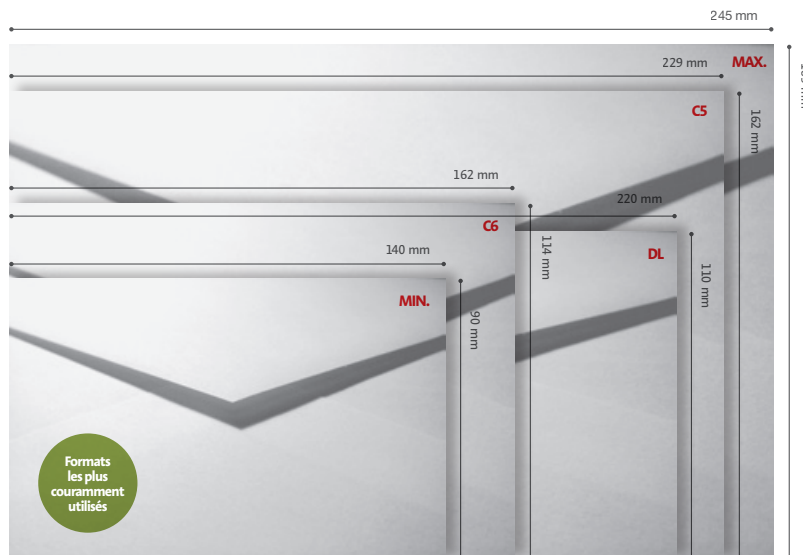 245 mm
MAX.
229 mm
C5
162 mm
162 mm
220 mm
C6
114 mm
DL
140 mm
110 mm
MIN.
90 mm
Formats
les plus
couramment
utilisés